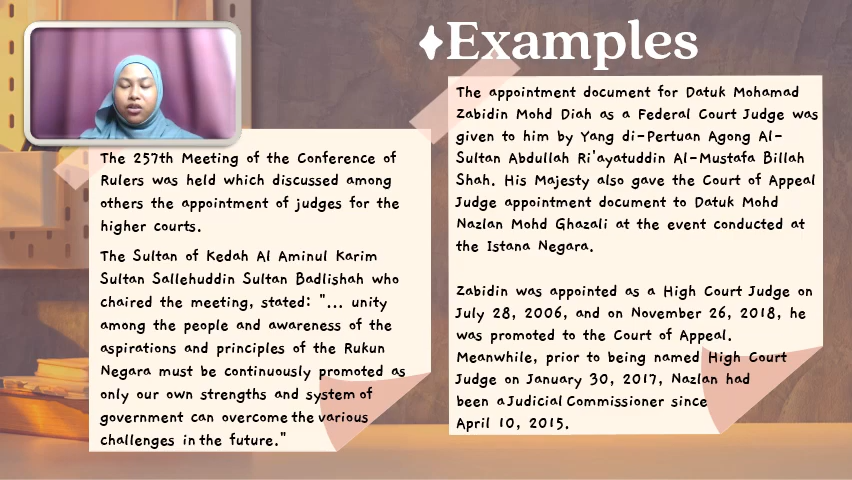 Examples
The 257th Meeting of the Conference of
Rulers was held which discussed among
others the appointment of judges for the
higher courts.
The Sultan of Kedah Al Aminul Karim
Sultan Sallehuddin Sultan Badlishah who
chaired the meeting, stated: "... unity
among the people and awareness of the
aspirations and principles of the Rukun
Negara must be continuously promoted as
only our own strengths and system of
government can overcome the various
challenges in the future."
The appointment document for Datuk Mohamad
Zabidin Mohd Diah as a Federal Court Judge was
given to him by Yang di-Pertuan Agong Al-
Sultan Abdullah Ri'ayatuddin Al-Mustafa Billah
Shah. His Majesty also gave the Court of Appeal
Judge appointment document to Datuk Mohd
Nazlan Mohd Ghazali at the event conducted at
the Istana Negara.
Zabidin was appointed as a High Court Judge on
July 28, 2006, and on November 26, 2018, he
was promoted to the Court of Appeal.
Meanwhile, prior to being named High Court
Judge on January 30, 2017, Nazlan had
been a Judicial Commissioner since
April 10, 2015.